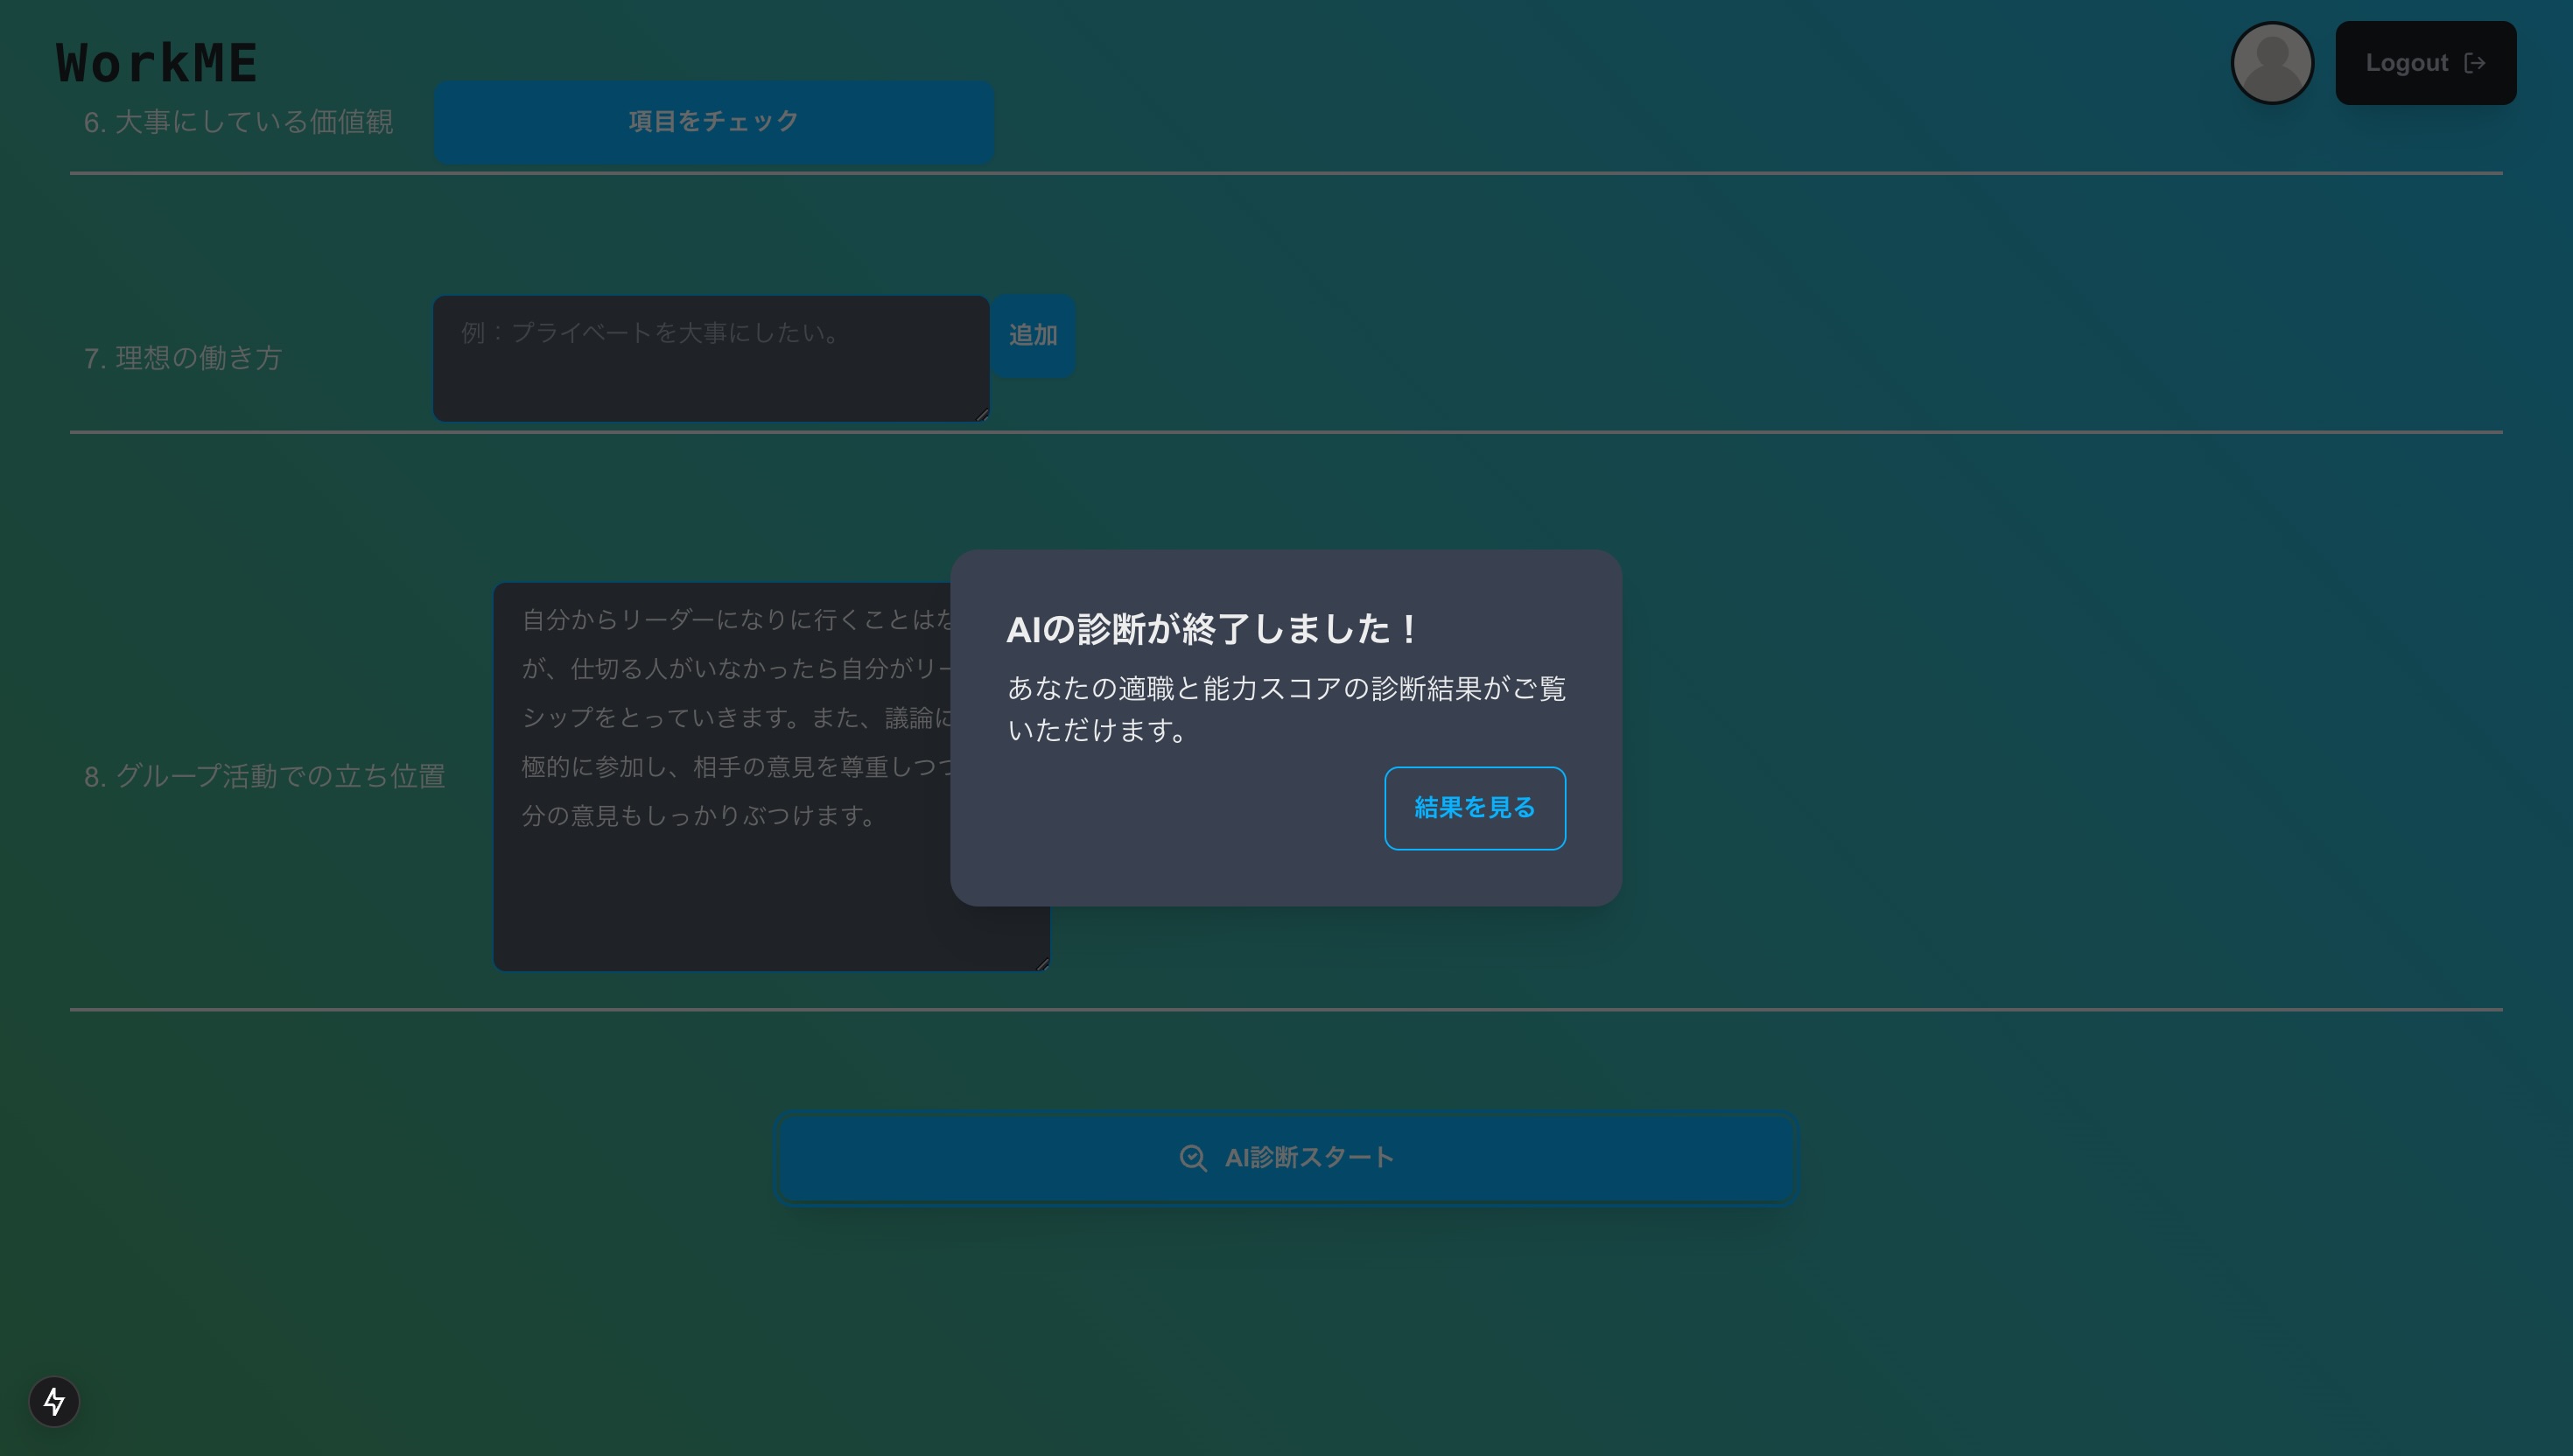 WorkME
Logout
6. 大事にしている価値観
項目をチェック
7. 理想の働き方
例：プライベートを大事にしたい。
追加
8. グループ活動での立ち位置
自分からリーダーになりに行くことはな
が、仕切る人がいなかったら自分がリー
シップをとっていきます。また、議論に
極的に参加し、相手の意見を尊重しつつ
分の意見もしっかりぶつけます。
AIの診断が終了しました！
あなたの適職と能力スコアの診断結果がご覧
いただけます。
結果を見る
AI診断スタート